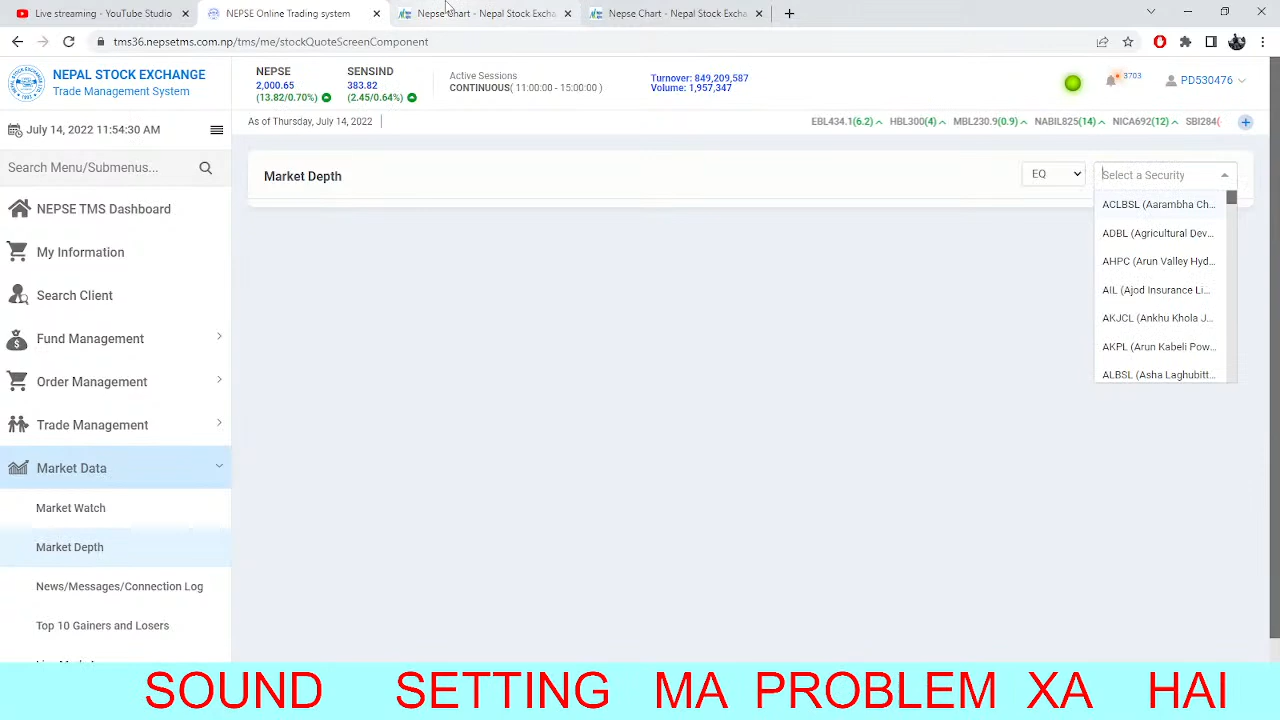 Live streaming - YouTube Studio
NEPSE Online Trading system
Nepse Chart - Nepal Stock Excha
Nepse Chart - Nepal Stock Excha
tms36.nepsetms.com.np/tms/me/stockQuoteScreenComponent
NEPAL STOCK EXCHANGE
Trade Management System
NEPSE
2,000.65
(13.82/0.70%)
SENSIND
383.82
(2.45/0.64%)
Active Sessions
CONTINUOUS( 11:00:00 - 15:00:00 )
Turnover: 849,209,587
Volume: 1,957,347
3703
PD530476
July 14, 2022 11:54:30 AM
As of Thursday, July 14, 2022
EBL434.1(6.2) HBL300(4) MBL230.9(0.9) NABIL825(14) NICA692(12) SBI284(
Search Menu/Submenus...
Market Depth
EQ
Select a Security
ACLBSL (Aarambha Ch...
ADBL (Agricultural Dev...
AHPC (Arun Valley Hyd...
AIL (Ajod Insurance Li...
AKJCL (Ankhu Khola J...
AKPL (Arun Kabeli Pow...
ALBSL (Asha Laghubitt...
NEPSE TMS Dashboard
My Information
Search Client
Fund Management
Order Management
Trade Management
Market Data
Market Watch
Market Depth
News/Messages/Connection Log
Top 10 Gainers and Losers
SOUND SETTING MA PROBLEM XA HAI